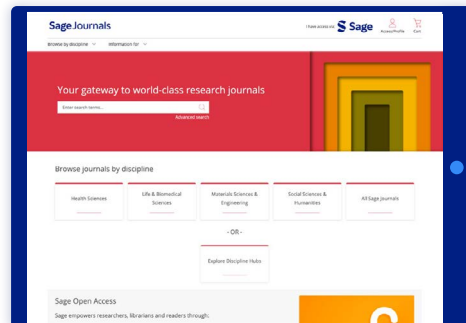 Sage Journals
I have access via: Sage
Access/Profile Cart
Browse by discipline Information for
Your gateway to world-class research journals
Enter search terms...
Advanced search
Browse journals by discipline
Health Sciences
Life & Biomedical
Sciences
Materials Sciences &
Engineering
Social Sciences &
Humanities
All Sage Journals
- OR -
Explore Discipline Hubs
Sage Open Access
Sage empowers researchers, librarians and readers through: